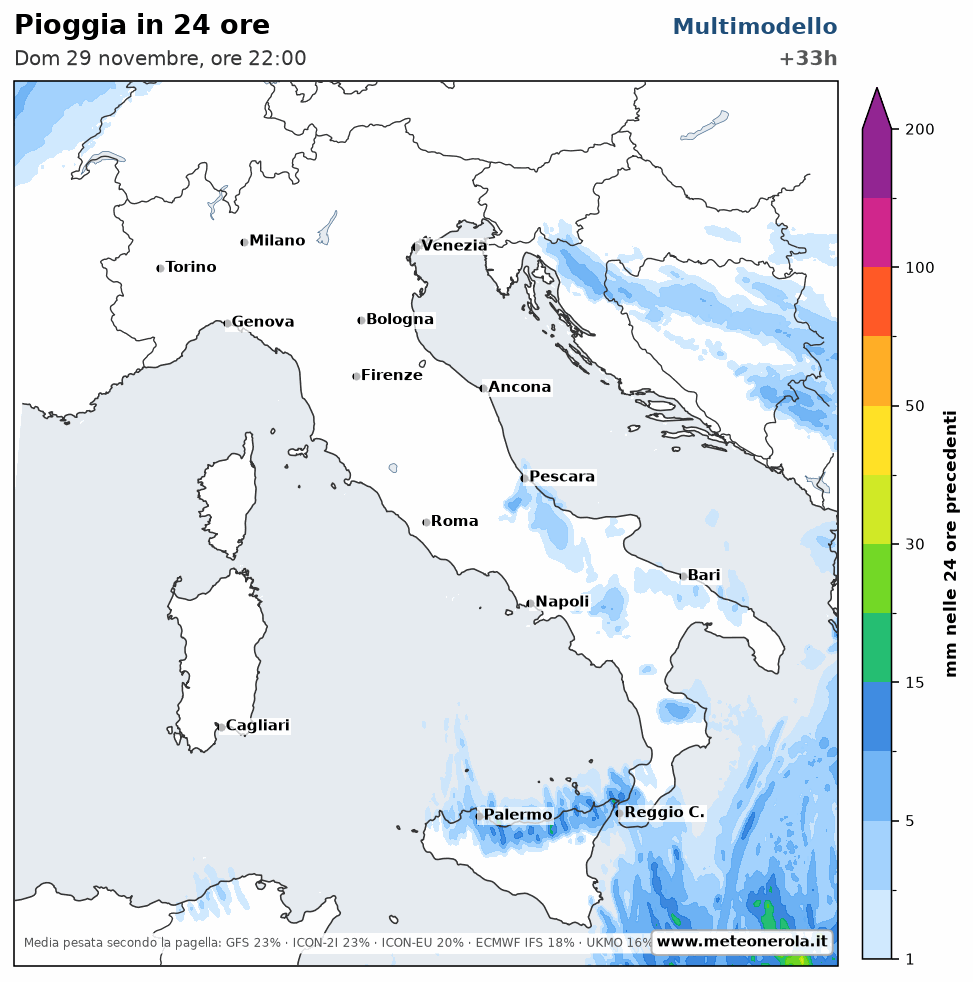 Pioggia in 24 ore
Multimodello
Dom 29 novembre, ore 22:00
+33h
Milano
Venezia
Torino
Genova
Bologna
Firenze
Ancona
Pescara
Roma
Bari
Napoli
Cagliari
Palermo
Reggio C.
200
100
50
30
15
5
1
mm nelle 24 ore precedenti
Media pesata secondo la pagella: GFS 23% · ICON-2I 23% · ICON-EU 20% · ECMWF IFS 18% · UKMO 16%
www.meteonerola.it